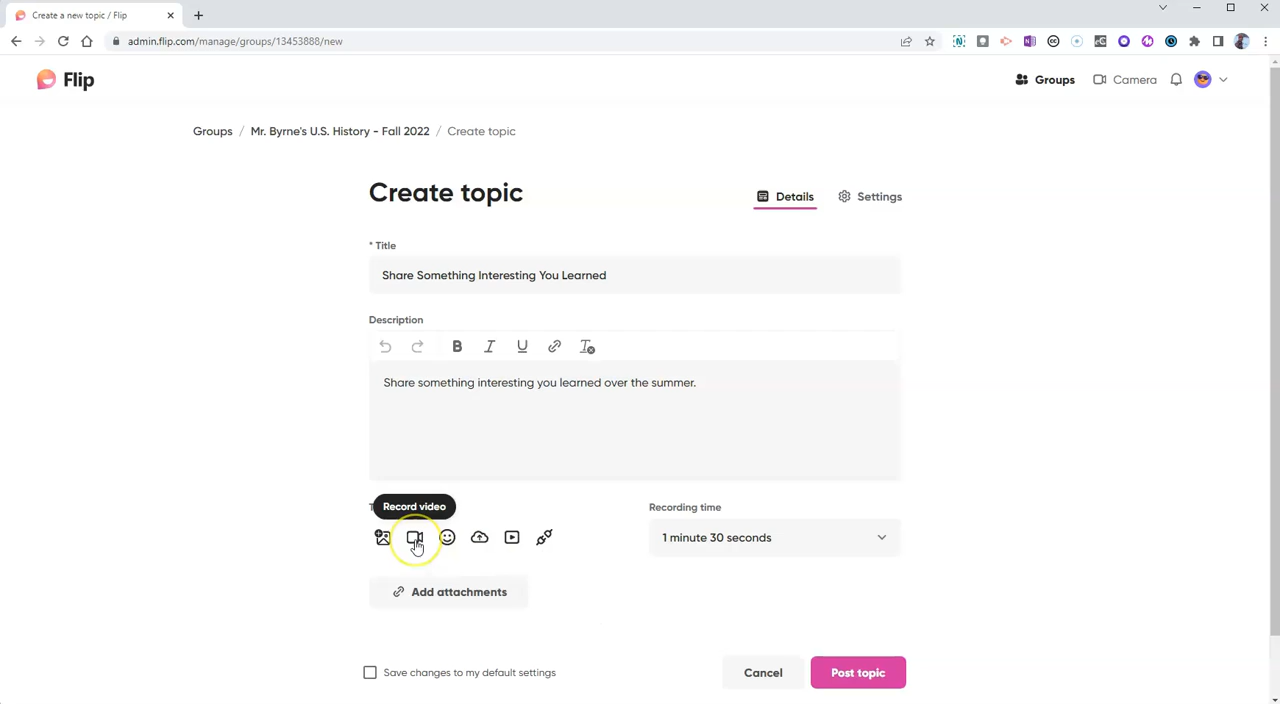 Create a new topic / Flip
admin.flip.com/manage/groups/13453888/new
Flip
Groups
Camera
Groups / Mr. Byrne's U.S. History - Fall 2022 / Create topic
Create topic
Details
Settings
* Title
Share Something Interesting You Learned
Description
B I U
Share something interesting you learned over the summer.
Record video
Recording time
1 minute 30 seconds
Add attachments
Save changes to my default settings
Cancel
Post topic